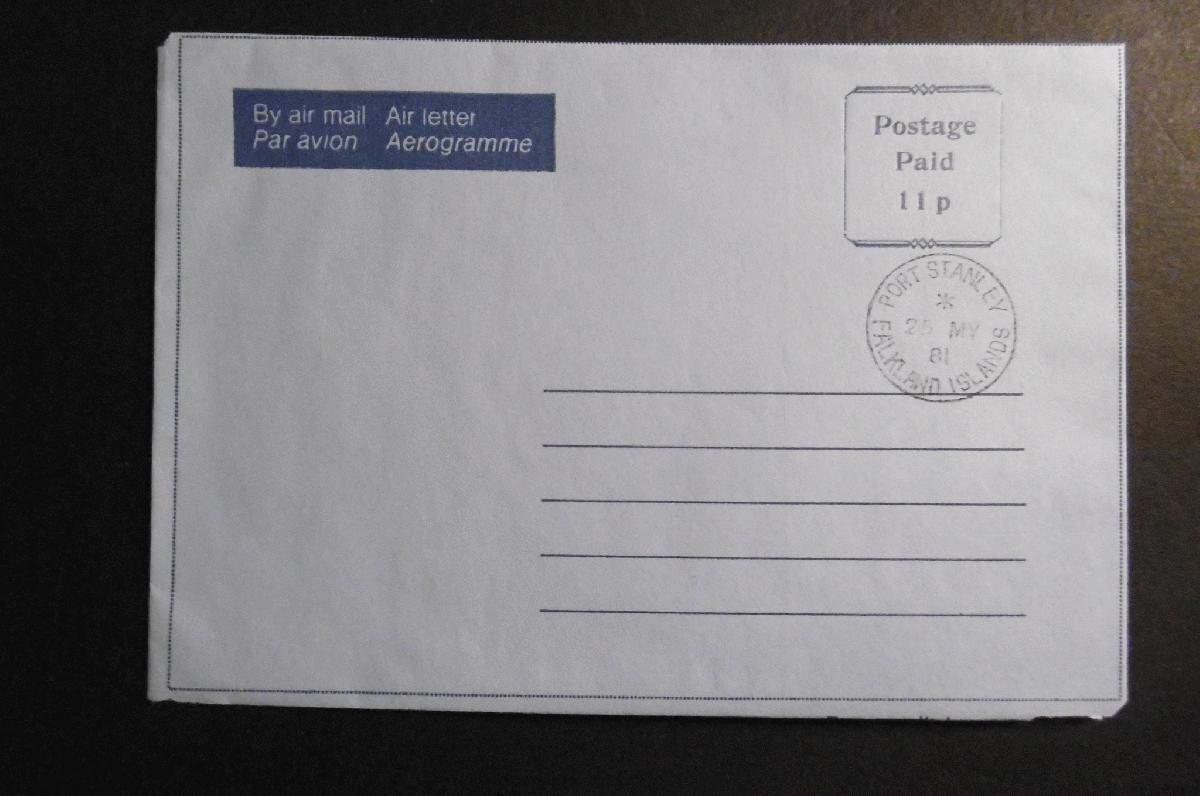 By air mail Air letter
Par avion Aerogramme
Postage
Paid
11p
PORT STANLEY
*
25 MY
81
FALKLAND ISLANDS